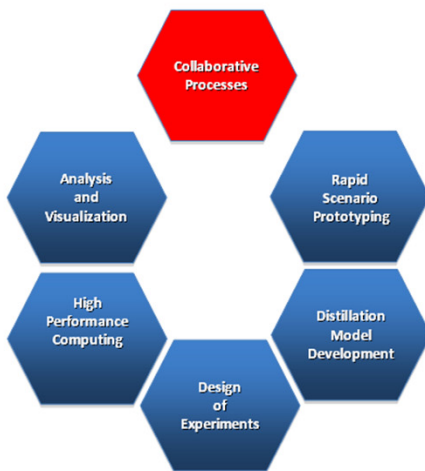 Collaborative
Processes
Analysis
and
Visualization
Rapid
Scenario
Prototyping
High
Performance
Computing
Distillation
Model
Development
Design
of
Experiments